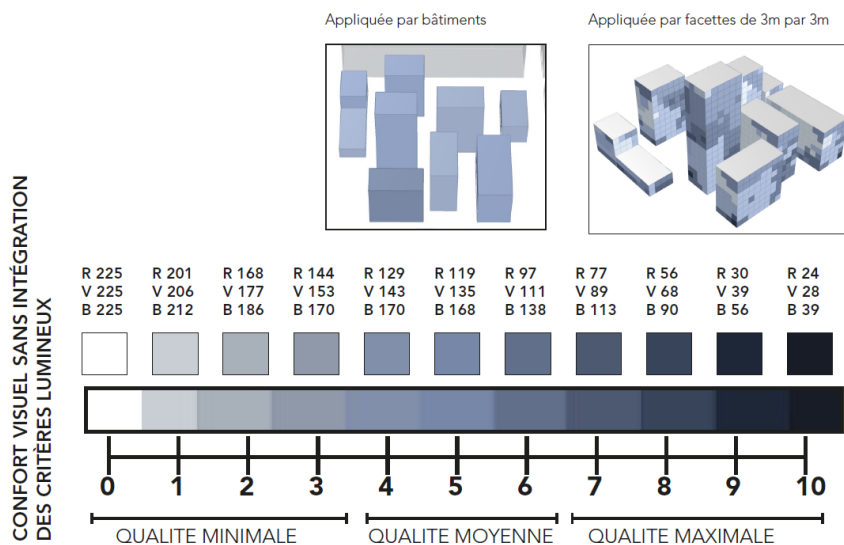 Appliquée par bâtiments
Appliquée par facettes de 3m par 3m
CONFORT VISUEL SANS INTÉGRATION
DES CRITÈRES LUMINEUX
R 225 R 201 R 168 R 144 R 129 R 119 R 97 R 77 R 56 R 30 R 24
V 225 V 206 V 177 V 153 V 143 V 135 V 111 V 89 V 68 V 39 V 28
B 225 B 212 B 186 B 170 B 170 B 168 B 138 B 113 B 90 B 56 B 39
0 1 2 3 4 5 6 7 8 9 10
QUALITE MINIMALE QUALITE MOYENNE QUALITE MAXIMALE